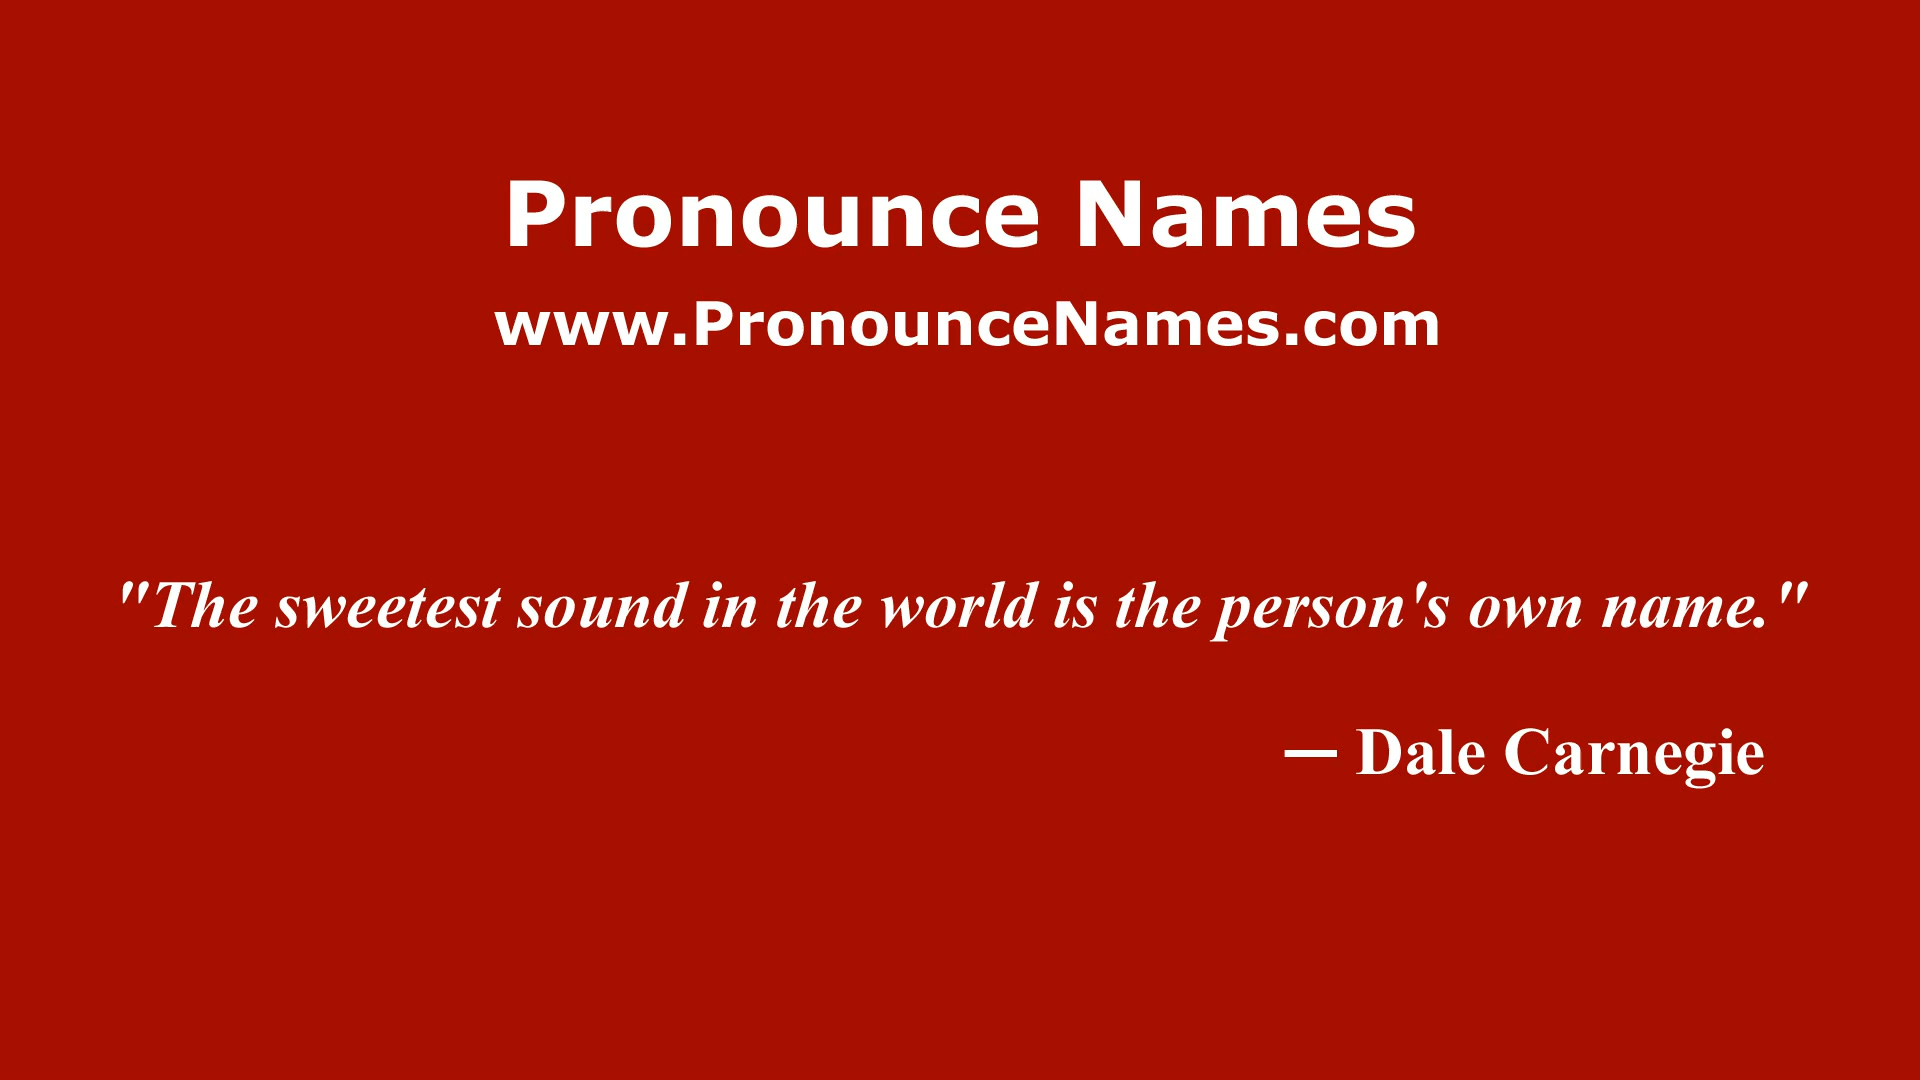 Pronounce Names
www.PronounceNames.com
"The sweetest sound in the world is the person's own name."
— Dale Carnegie